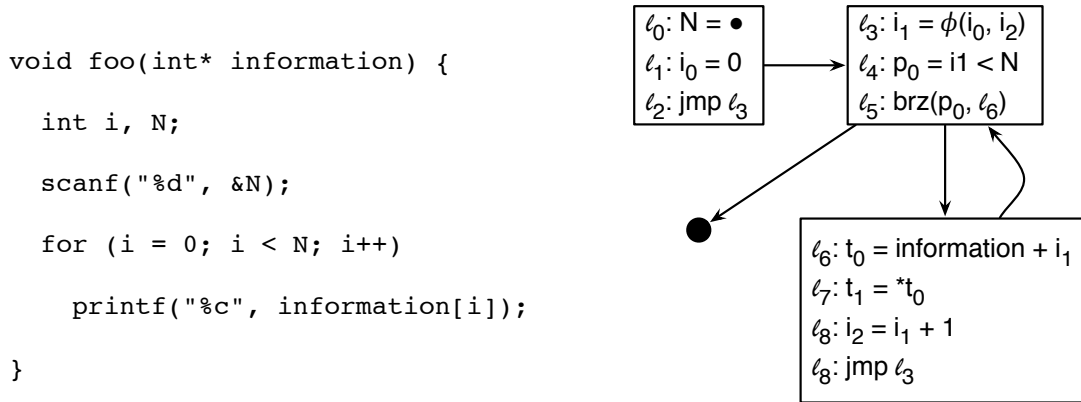 void foo(int* information) {
int i, N;
scanf("%d", &N);
for (i = 0; i < N; i++)
printf("%c", information[i]);
}
ℓ₀: N = •
ℓ₁: i₀ = 0
ℓ₂: jmp ℓ₃
ℓ₃: i₁ = ϕ(i₀, i₂)
ℓ₄: p₀ = i1 < N
ℓ₅: brz(p₀, ℓ₆)
ℓ₆: t₀ = information + i₁
ℓ₇: t₁ = *t₀
ℓ₈: i₂ = i₁ + 1
ℓ₈: jmp ℓ₃